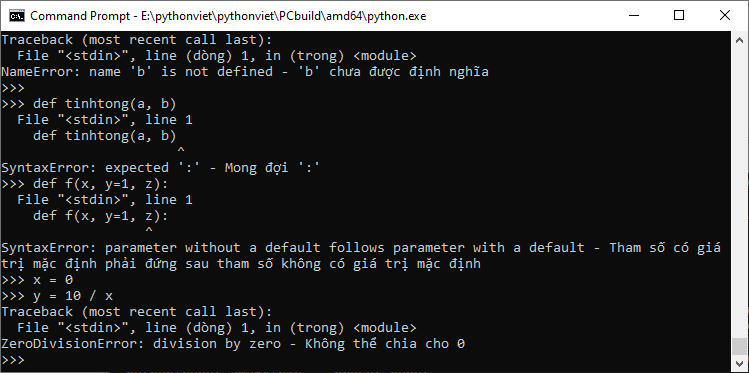 Command Prompt - E:\pythonviet\pythonviet\PCbuild\amd64\python.exe
Traceback (most recent call last):
  File "<stdin>", line (dòng) 1, in (trong) <module>
NameError: name 'b' is not defined - 'b' chưa được định nghĩa
>>>
>>> def tinhtong(a, b)
  File "<stdin>", line 1
    def tinhtong(a, b)
                      ^
SyntaxError: expected ':' - Mong đợi ':'
>>> def f(x, y=1, z):
  File "<stdin>", line 1
    def f(x, y=1, z):
                  ^
SyntaxError: parameter without a default follows parameter with a default - Tham số có giá
trị mặc định phải đứng sau tham số không có giá trị mặc định
>>> x = 0
>>> y = 10 / x
Traceback (most recent call last):
  File "<stdin>", line (dòng) 1, in (trong) <module>
ZeroDivisionError: division by zero - Không thể chia cho 0
>>>